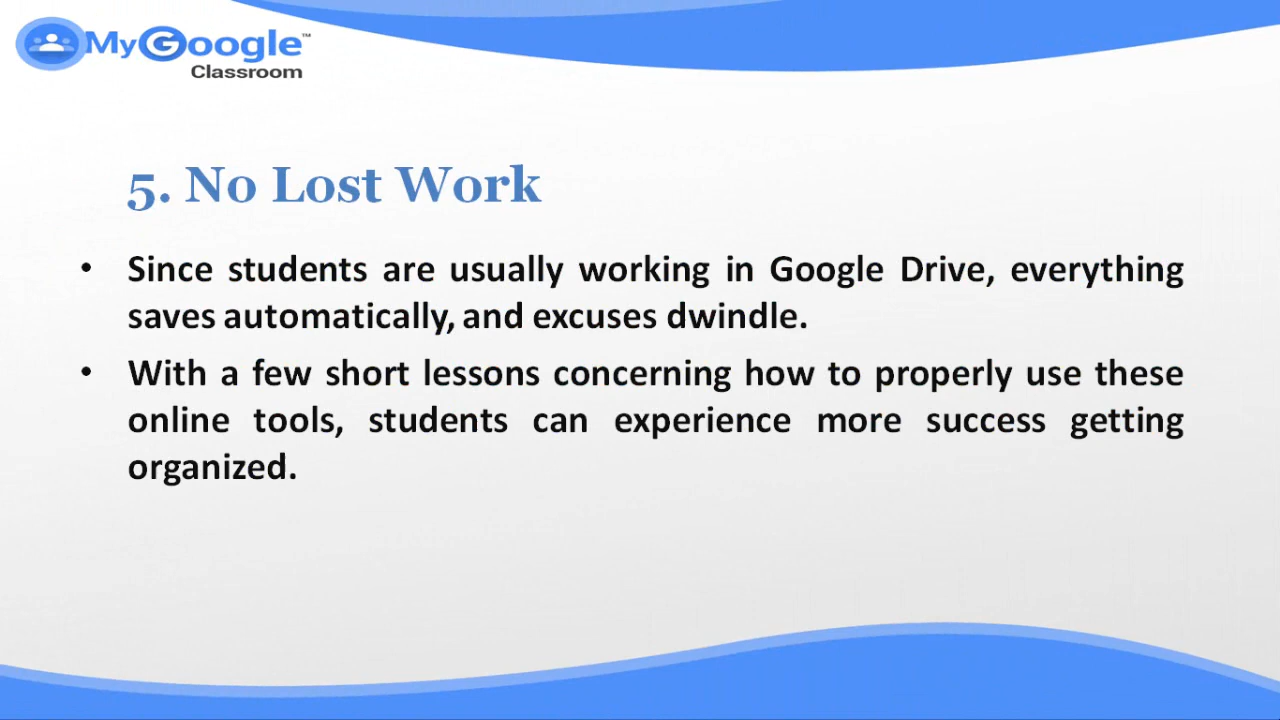 MyGoogle™
Classroom
5. No Lost Work
• Since students are usually working in Google Drive, everything
saves automatically, and excuses dwindle.
• With a few short lessons concerning how to properly use these
online tools, students can experience more success getting
organized.